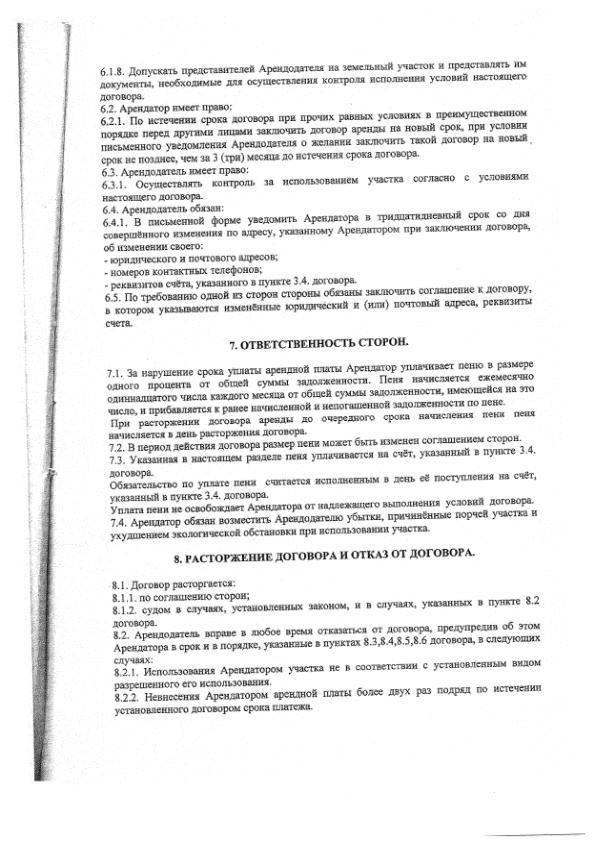 6.1.8. Допускать представителей Арендодателя на земельный участок и представлять им
документы, необходимые для осуществления контроля исполнения условий настоящего
договора.
6.2. Арендатор имеет право:
6.2.1. По истечении срока договора при прочих равных условиях в преимущественном
порядке перед другими лицами заключить договор аренды на новый срок, при условии
письменного уведомления Арендодателя о желании заключить такой договор на новый
срок не позднее, чем за 3 (три) месяца до истечения срока договора.
6.3. Арендодатель имеет право:
6.3.1. Осуществлять контроль за использованием участка согласно с условиями
настоящего договора.
6.4. Арендодатель обязан:
6.4.1. В письменной форме уведомить Арендатора в тридцатидневный срок со дня
совершённого изменения по адресу, указанному Арендатором при заключении договора,
об изменении своего:
- юридического и почтового адресов;
- номеров контактных телефонов;
- реквизитов счёта, указанного в пункте 3.4. договора.
6.5. По требованию одной из сторон стороны обязаны заключить соглашение к договору,
в котором указываются изменённые юридический и (или) почтовый адреса, реквизиты
счета.
7. ОТВЕТСТВЕННОСТЬ СТОРОН.
7.1. За нарушение срока уплаты арендной платы Арендатор уплачивает пеню в размере
одного процента от общей суммы задолженности. Пеня начисляется ежемесячно
одиннадцатого числа каждого месяца от общей суммы задолженности, имеющейся на это
число, и прибавляется к ранее начисленной и непогашенной задолженности по пене.
При расторжении договора аренды до очередного срока начисления пени пеня
начисляется в день расторжения договора.
7.2. В период действия договора размер пени может быть изменен соглашением сторон.
7.3. Указанная в настоящем разделе пеня уплачивается на счёт, указанный в пункте 3.4.
договора.
Обязательство по уплате пени считается исполненным в день её поступления на счёт,
указанный в пункте 3.4. договора.
Уплата пени не освобождает Арендатора от надлежащего выполнения условий договора.
7.4. Арендатор обязан возместить Арендодателю убытки, причинённые порчей участка и
ухудшением экологической обстановки при использовании участка.
8. РАСТОРЖЕНИЕ ДОГОВОРА И ОТКАЗ ОТ ДОГОВОРА.
8.1. Договор расторгается:
8.1.1. по соглашению сторон;
8.1.2. судом в случаях, установленных законом, и в случаях, указанных в пункте 8.2
договора.
8.2. Арендодатель вправе в любое время отказаться от договора, предупредив об этом
Арендатора в срок и в порядке, указанные в пунктах 8.3,8.4,8.5,8.6 договора, в следующих
случаях:
8.2.1. Использования Арендатором участка не в соответствии с установленным видом
разрешенного его использования.
8.2.2. Невнесения Арендатором арендной платы более двух раз подряд по истечении
установленного договором срока платежа.